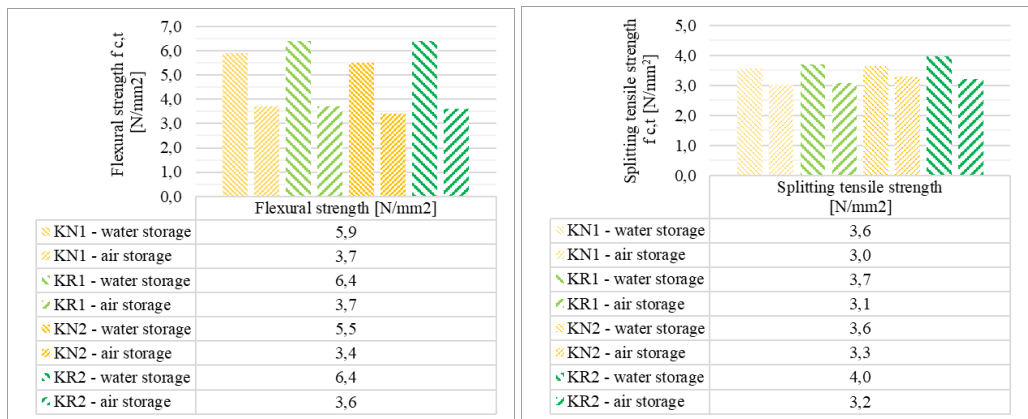 Flexural strength f c,t
[N/mm2]
7,0
6,0
5,0
4,0
3,0
2,0
1,0
0,0
Flexural strength [N/mm2]
KN1 - water storage 5,9
KN1 - air storage 3,7
KR1 - water storage 6,4
KR1 - air storage 3,7
KN2 - water storage 5,5
KN2 - air storage 3,4
KR2 - water storage 6,4
KR2 - air storage 3,6
Splitting tensile strength
f c,t [N/mm²]
5,0
4,0
3,0
2,0
1,0
0,0
Splitting tensile strength
[N/mm2]
KN1 - water storage 3,6
KN1 - air storage 3,0
KR1 - water storage 3,7
KR1 - air storage 3,1
KN2 - water storage 3,6
KN2 - air storage 3,3
KR2 - water storage 4,0
KR2 - air storage 3,2